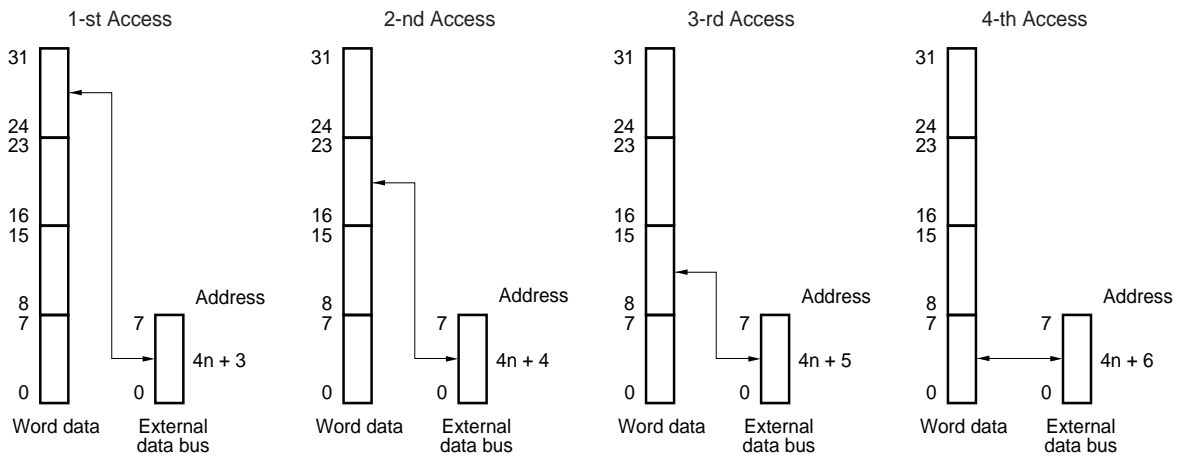 1-st Access
31
24
23
16
15
8
7
0
Word data
Address
7
4n + 3
0
External
data bus
2-nd Access
31
24
23
16
15
8
7
0
Word data
Address
7
4n + 4
0
External
data bus
3-rd Access
31
24
23
16
15
8
7
0
Word data
Address
7
4n + 5
0
External
data bus
4-th Access
31
24
23
16
15
8
7
0
Word data
Address
7
4n + 6
0
External
data bus